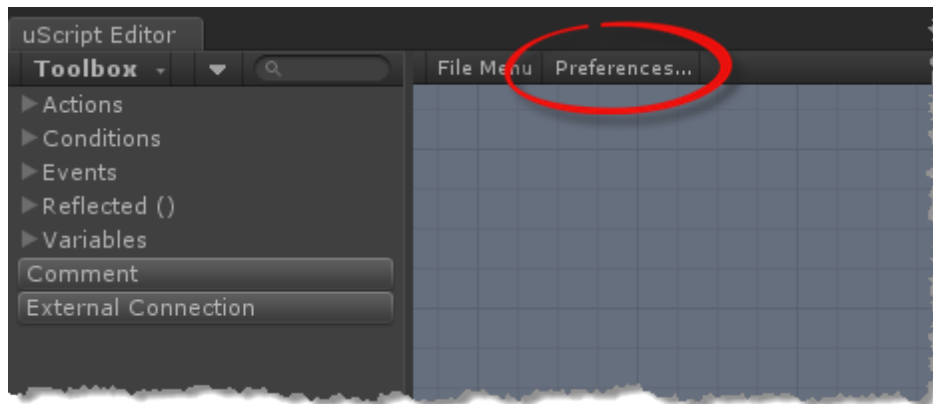 uScript Editor
Toolbox
File Menu Preferences...
Actions
Conditions
Events
Reflected ()
Variables
Comment
External Connection